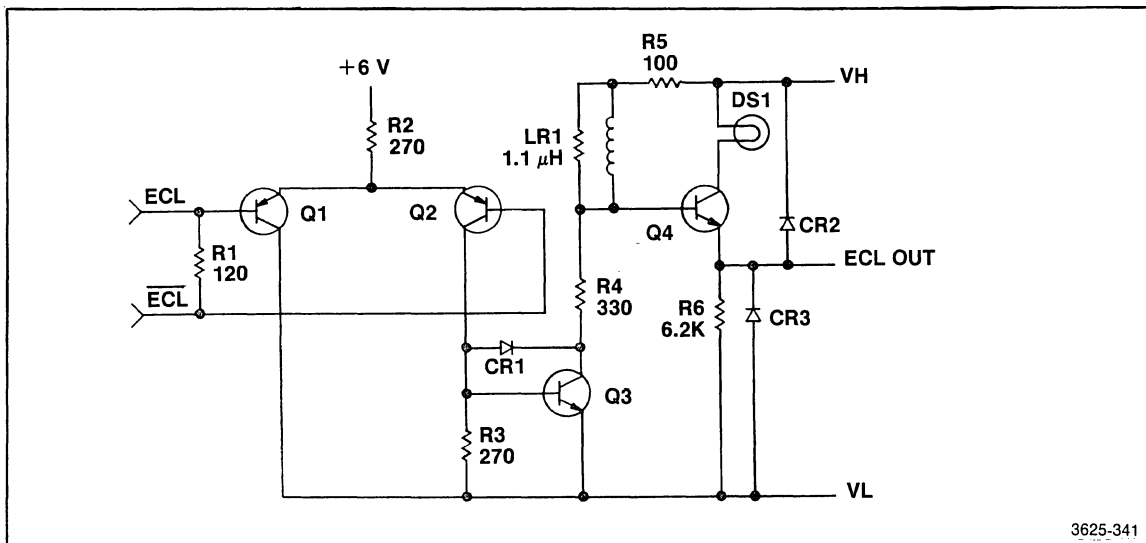 R5
100
VH
+6 V
DS1
R2
270
LR1
1.1 μH
ECL
Q1
Q2
Q4
CR2
R1
120
ECL OUT
E̅C̅L̅
R4
330
R6
6.2K
CR3
CR1
Q3
R3
270
VL
3625-341